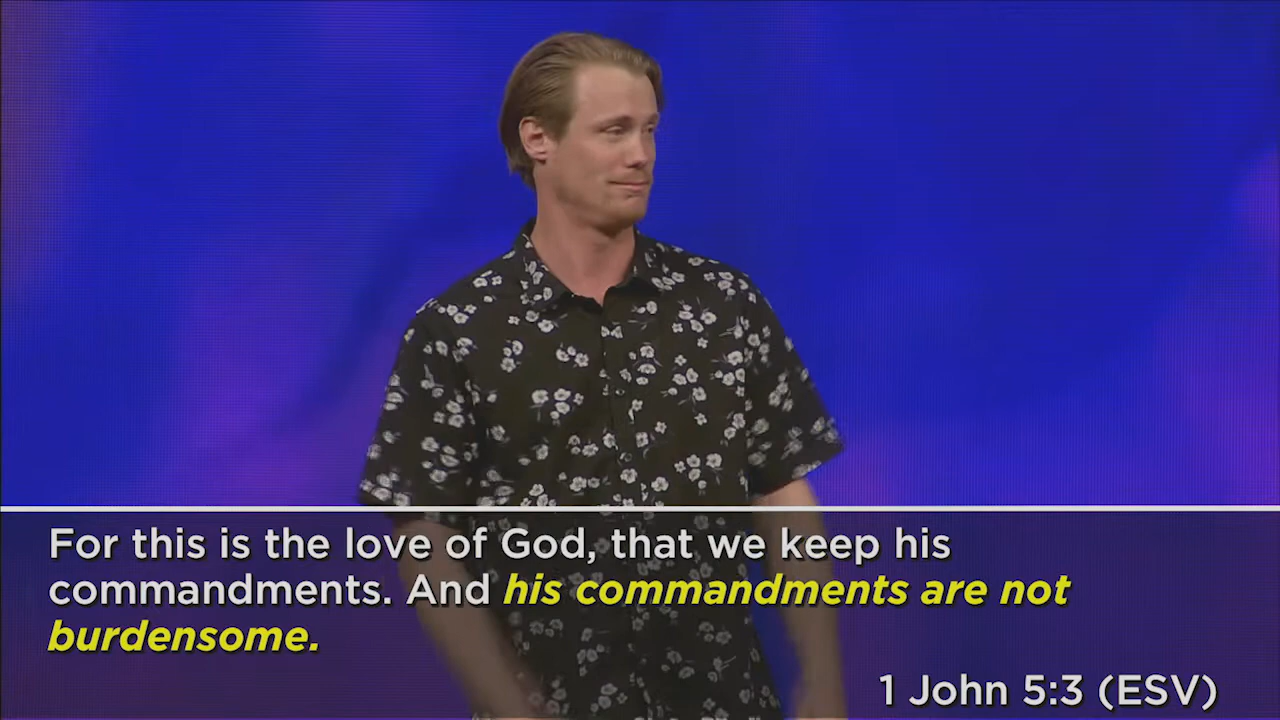 For this is the love of God, that we keep his
commandments. And his commandments are not
burdensome.
1 John 5:3 (ESV)